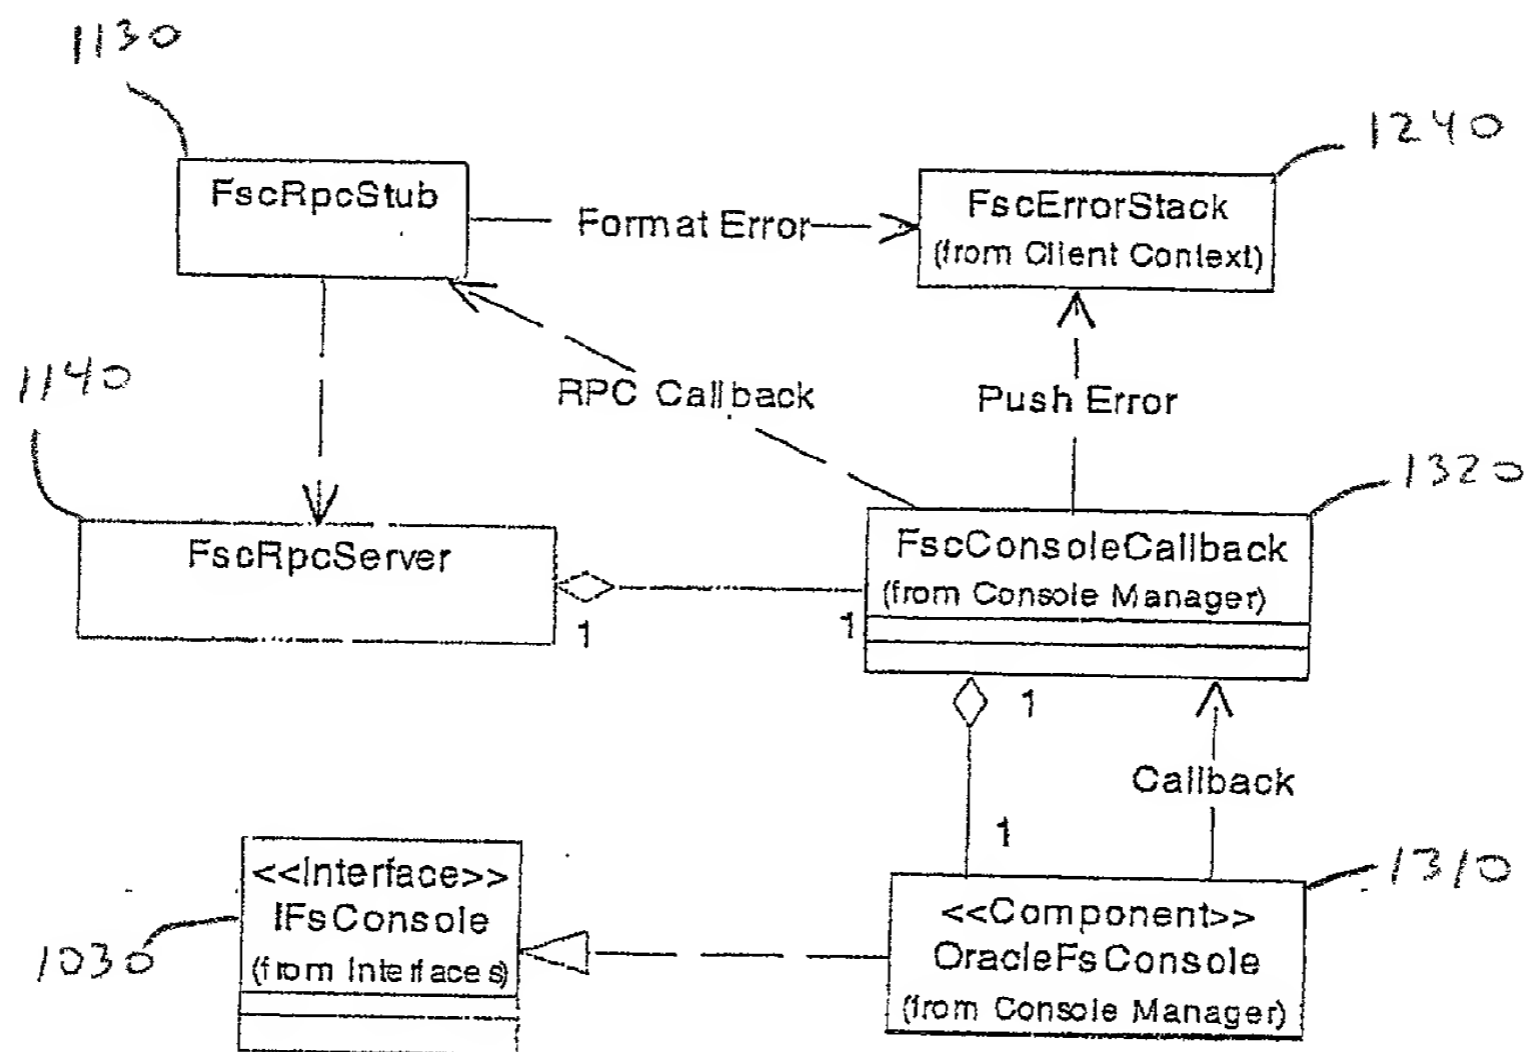 1130
1240
FscRpcStub
FscErrorStack
(from Client Context)
Format Error
1140
RPC Callback
Push Error
1320
FscRpcServer
FscConsoleCallback
(from Console Manager)
1
1
1
Callback
1
1310
<<Interface>>
IFsConsole
(from Interfaces)
1030
<<Component>>
OracleFsConsole
(from Console Manager)